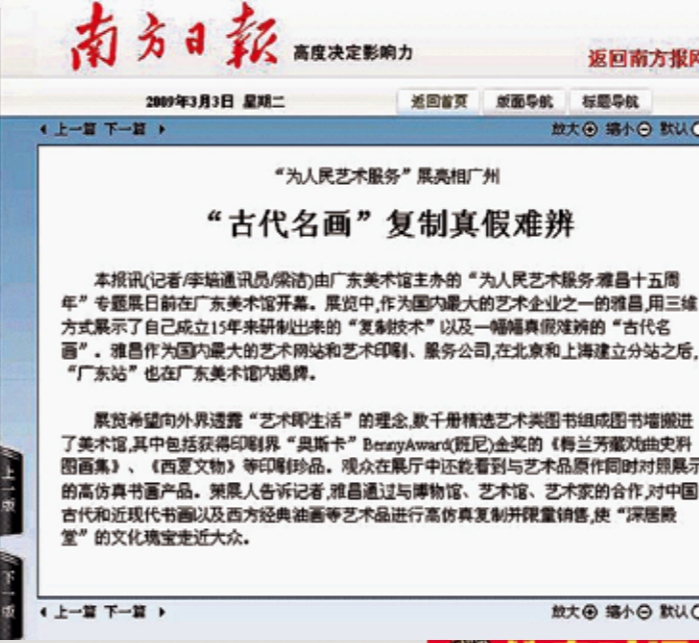 南方日报 高度决定影响力
返回南方报网
2009年3月3日 星期二 返回首页 版面导航 标题导航
上一篇 下一篇 放大 缩小 默认
“为人民艺术服务”展亮相广州
“古代名画”复制真假难辨
本报讯(记者/李培通讯员/梁洁)由广东美术馆主办的“为人民艺术服务·雅昌十五周
年”专题展日前在广东美术馆开幕。展览中,作为国内最大的艺术企业之一的雅昌,用三维
方式展示了自己成立15年来研制出来的“复制技术”以及一幅幅真假难辨的“古代名
画”。雅昌作为国内最大的艺术网站和艺术印刷、服务公司,在北京和上海建立分站之后,
“广东站”也在广东美术馆内揭牌。
展览希望向外界透露“艺术即生活”的理念,数千册精选艺术类图书组成图书墙搬进
了美术馆,其中包括获得印刷界“奥斯卡”BennyAward(班尼)金奖的《梅兰芳藏戏曲史料
图画集》、《西夏文物》等印刷珍品。观众在展厅中还能看到与艺术品原作同时对照展示
的高仿真书画产品。策展人告诉记者,雅昌通过与博物馆、艺术馆、艺术家的合作,对中国
古代和近现代书画以及西方经典油画等艺术品进行高仿真复制并限量销售,使“深居殿
堂”的文化瑰宝走近大众。
上一版
下一版
上一篇 下一篇 放大 缩小 默认